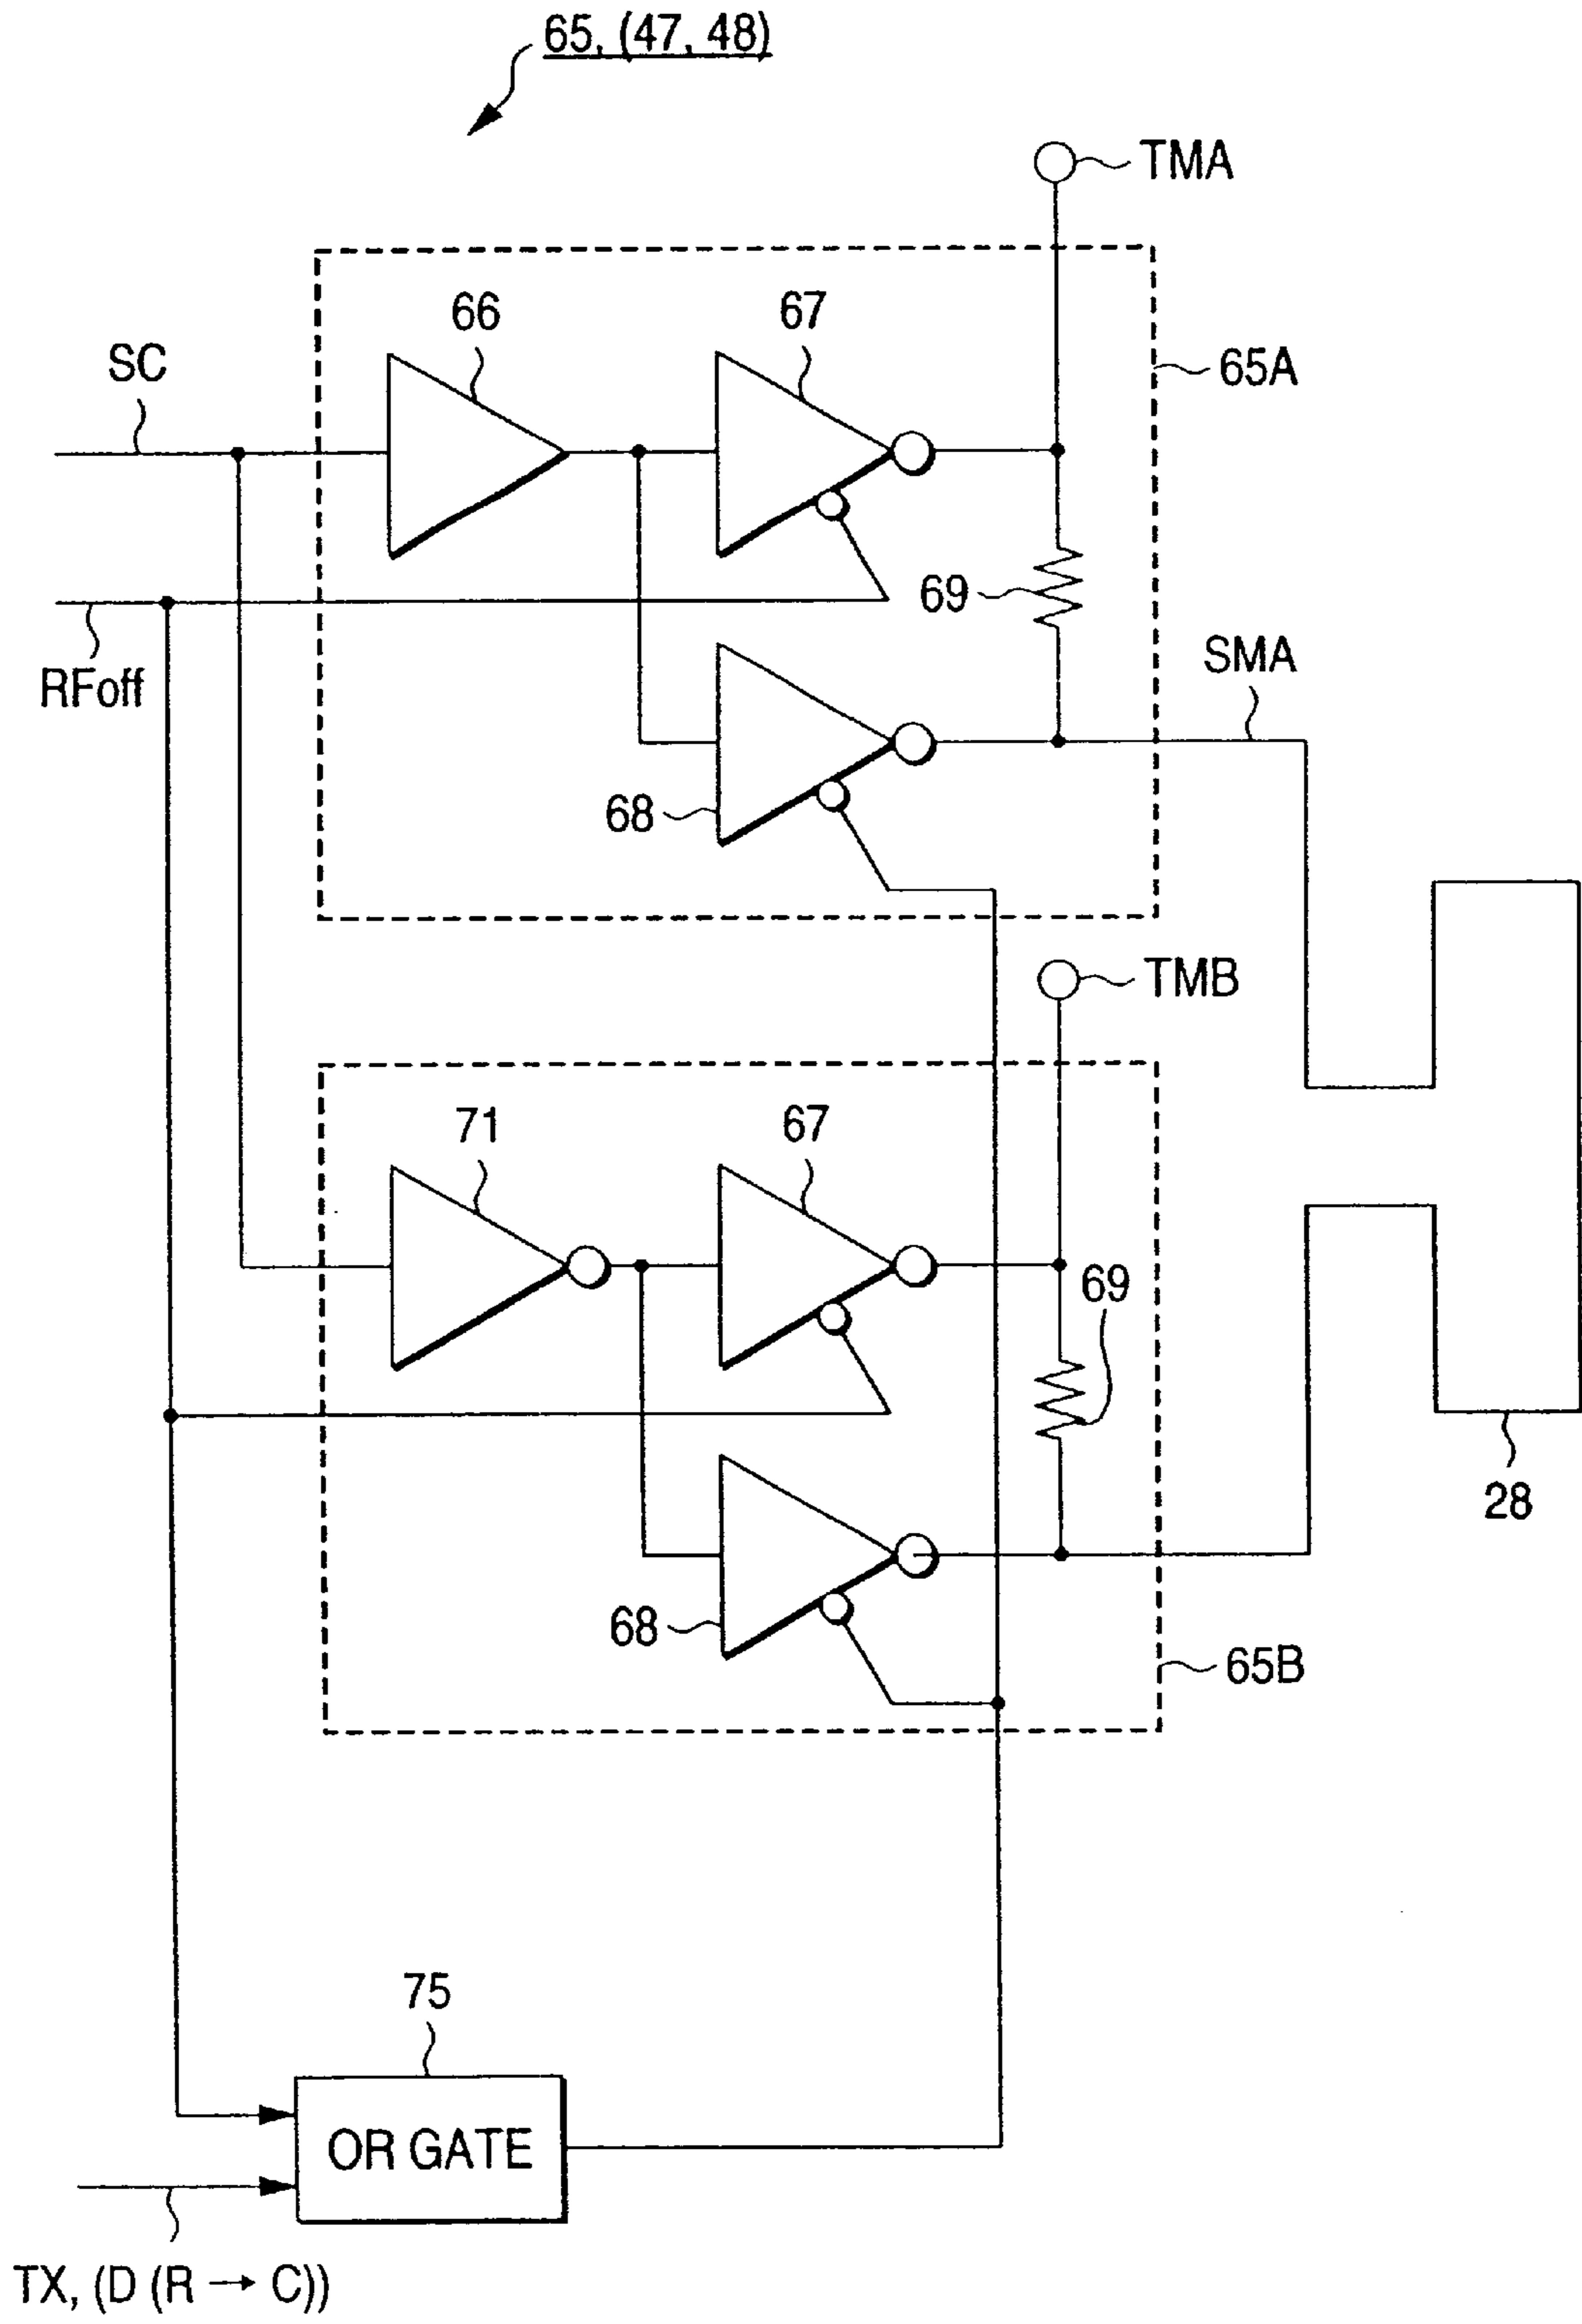 65, (47, 48)
TMA
66
67
SC
65A
69
RFoff
SMA
68
TMB
71
67
69
28
68
65B
75
OR GATE
TX, (D (R → C))